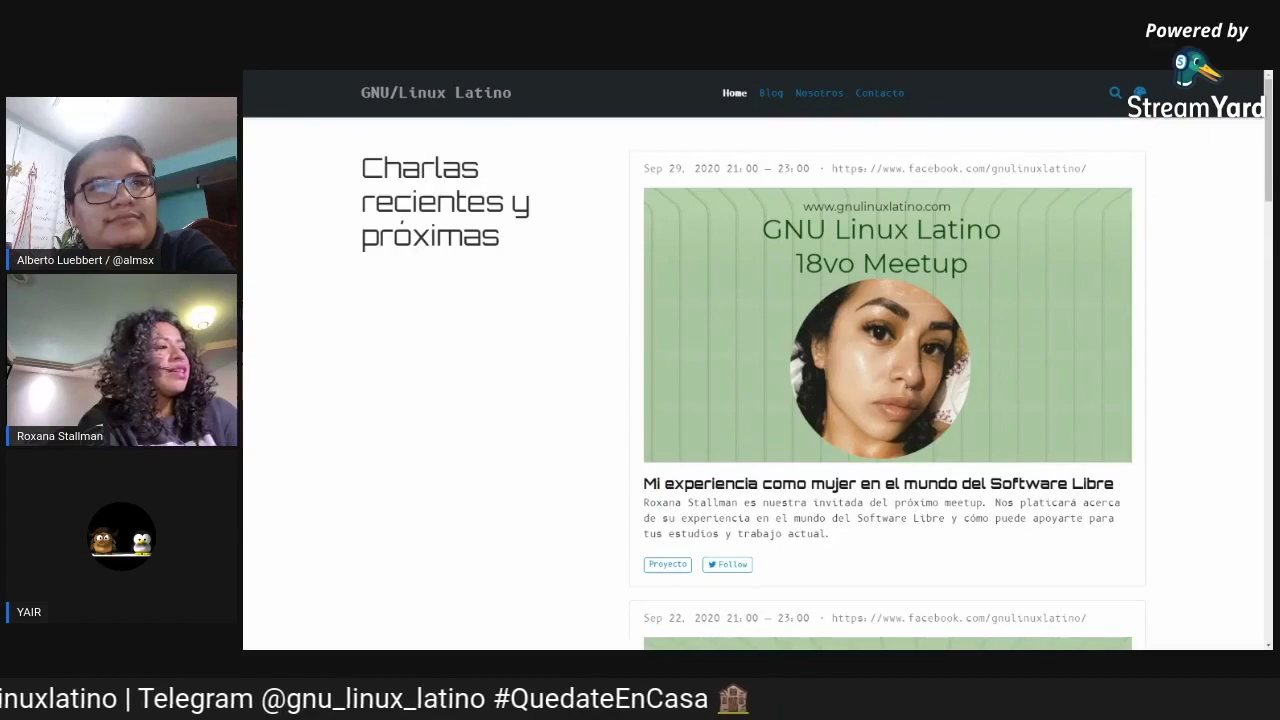 Powered by
StreamYard
GNU/Linux Latino
Home Blog Nosotros Contacto
Charlas
recientes y
próximas
Sep 29, 2020 21:00 — 23:00 · https://www.facebook.com/gnulinuxlatino/
www.gnulinuxlatino.com
GNU Linux Latino
18vo Meetup
Mi experiencia como mujer en el mundo del Software Libre
Roxana Stallman es nuestra invitada del próximo meetup. Nos platicará acerca
de su experiencia en el mundo del Software Libre y cómo puede apoyarte para
tus estudios y trabajo actual.
Proyecto
Follow
Sep 22, 2020 21:00 — 23:00 · https://www.facebook.com/gnulinuxlatino/
Alberto Luebbert / @almsx
Roxana Stallman
YAIR
inuxlatino | Telegram @gnu_linux_latino #QuedateEnCasa